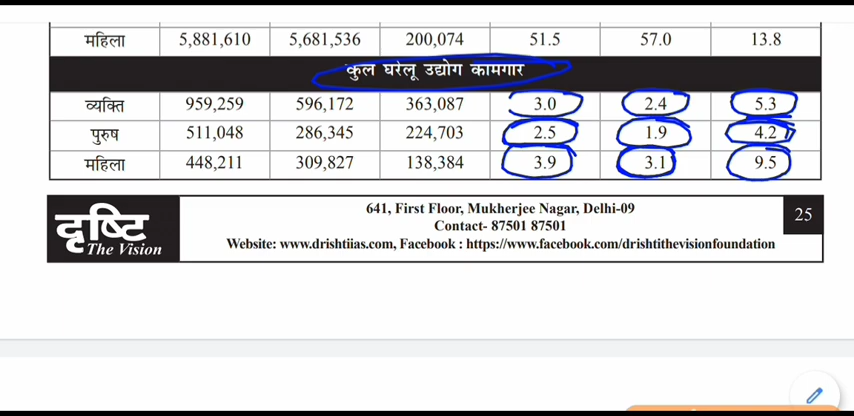 महिला 5,881,610 5,681,536 200,074 51.5 57.0 13.8
कुल घरेलू उद्योग कामगार
व्यक्ति 959,259 596,172 363,087 3.0 2.4 5.3
पुरुष 511,048 286,345 224,703 2.5 1.9 4.2
महिला 448,211 309,827 138,384 3.9 3.1 9.5
दृष्टि
The Vision
641, First Floor, Mukherjee Nagar, Delhi-09
Contact- 87501 87501
Website: www.drishtiias.com, Facebook : https://www.facebook.com/drishtithevisionfoundation
25